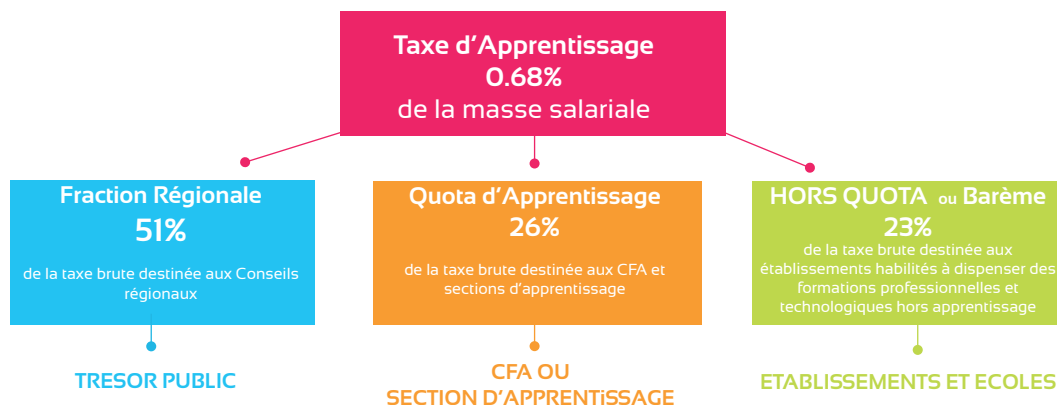 Taxe d'Apprentissage
0.68%
de la masse salariale
Fraction Régionale
51%
de la taxe brute destinée aux Conseils
régionaux
TRESOR PUBLIC
Quota d'Apprentissage
26%
de la taxe brute destinée aux CFA et
sections d'apprentissage
CFA OU
SECTION D'APPRENTiSSAGE
HORS QUOTA ou Barème
23%
de la taxe brute destinée aux
établissements habilités à dispenser des
formations professionnelles et
technologiques hors apprentissage
ETABLISSEMENTS ET ECOLES